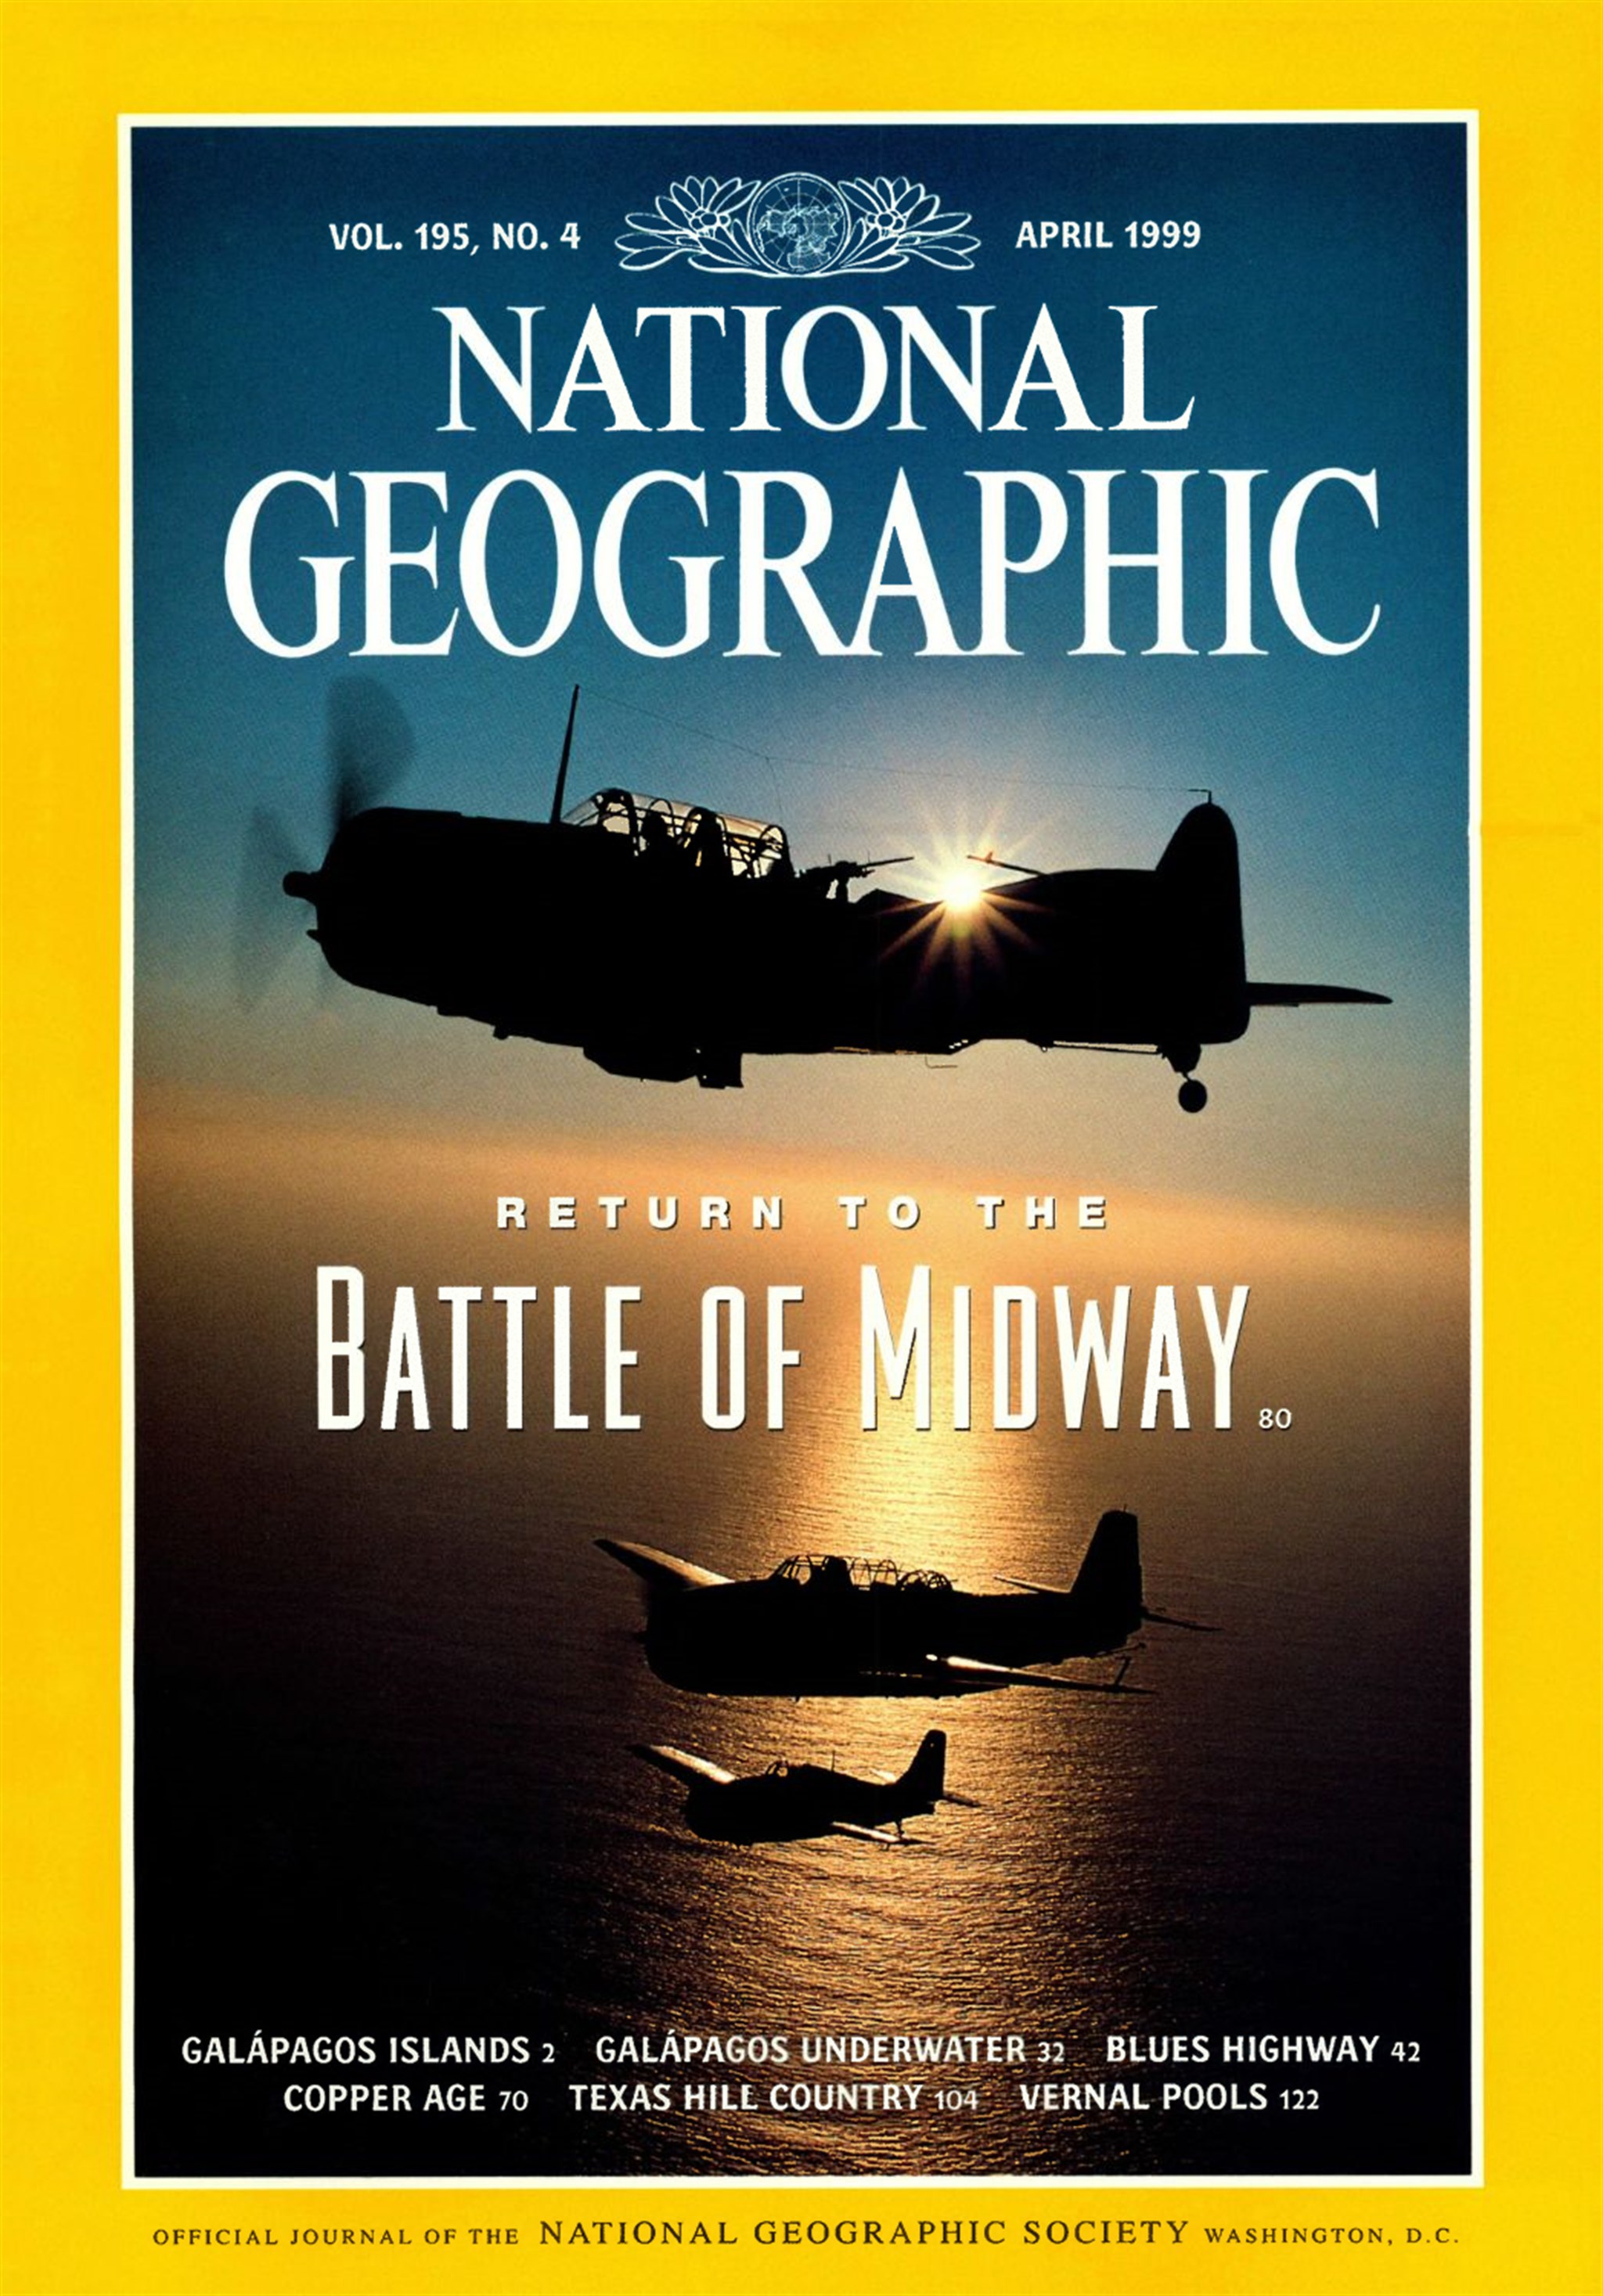 VOL. 195, NO. 4 APRIL 1999
NATIONAL
GEOGRAPHIC
RETURN TO THE
BATTLE OF MIDWAY 80
GALÁPAGOS ISLANDS 2 GALÁPAGOS UNDERWATER 32 BLUES HIGHWAY 42
COPPER AGE 70 TEXAS HILL COUNTRY 104 VERNAL POOLS 122
OFFICIAL JOURNAL OF THE NATIONAL GEOGRAPHIC SOCIETY WASHINGTON, D.C.